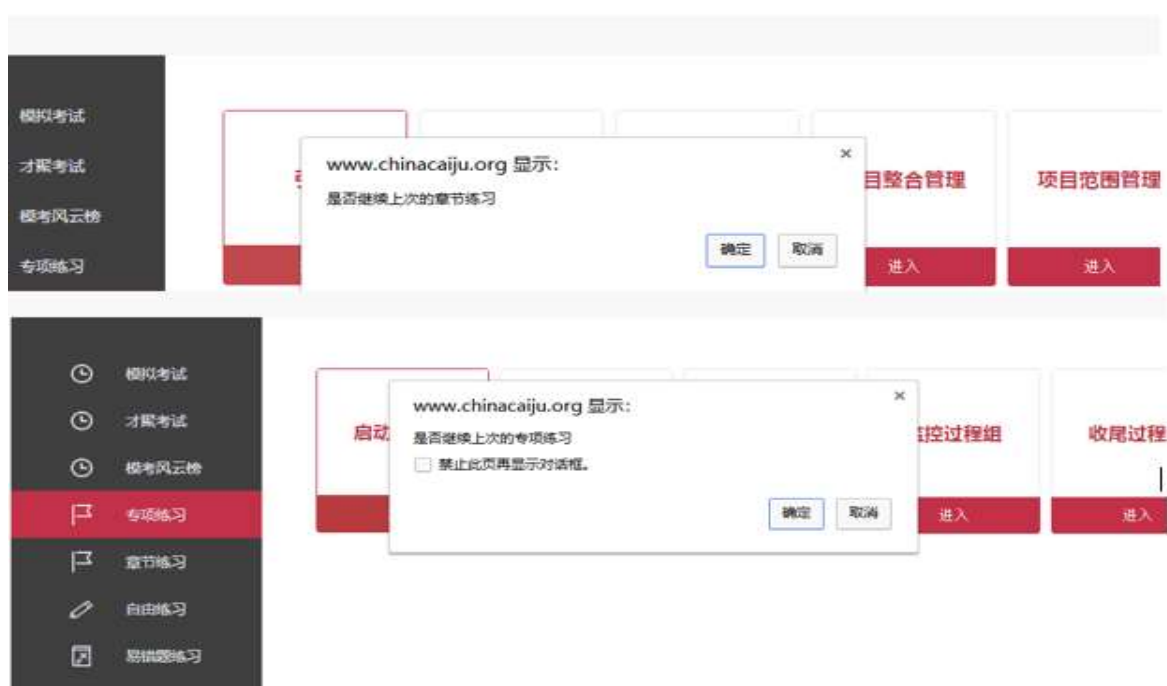 模拟考试
才聚考试
模考风云榜
专项练习
www.chinacaiju.org 显示:
是否继续上次的章节练习
确定 取消
目整合管理
进入
项目范围管理
进入
模拟考试
才聚考试
模考风云榜
专项练习
章节练习
自由练习
易错题练习
启动
www.chinacaiju.org 显示:
是否继续上次的专项练习
禁止此页再显示对话框。
确定 取消
监控过程组
进入
收尾过程
进入